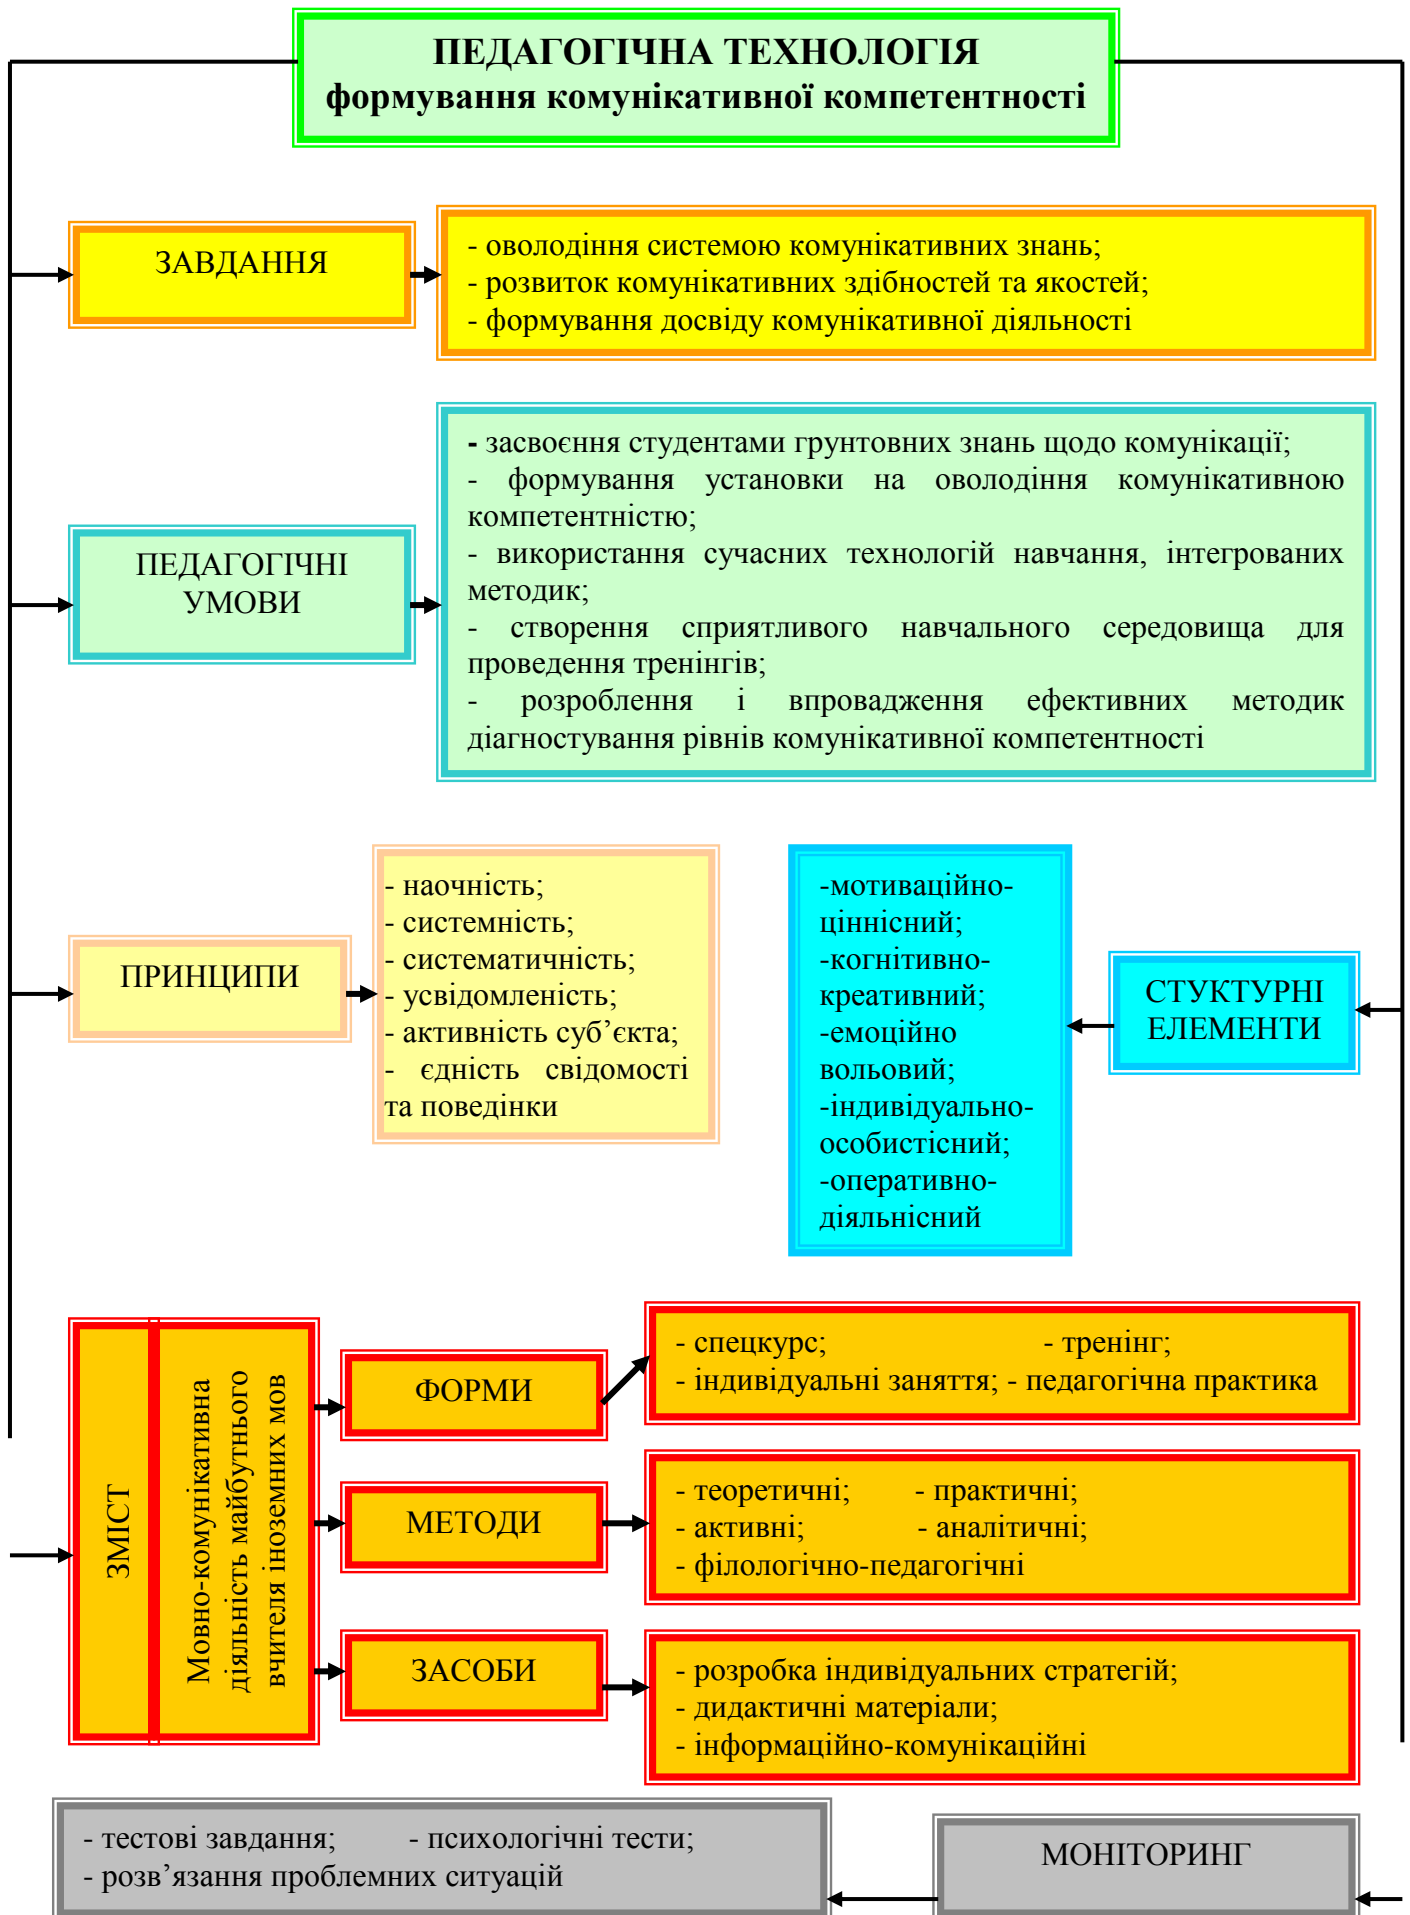 ПЕДАГОГІЧНА ТЕХНОЛОГІЯ
формування комунікативної компетентності
ЗАВДАННЯ
- оволодіння системою комунікативних знань;
- розвиток комунікативних здібностей та якостей;
- формування досвіду комунікативної діяльності
ПЕДАГОГІЧНІ
УМОВИ
- засвоєння студентами грунтовних знань щодо комунікації;
- формування установки на оволодіння комунікативною
компетентністю;
- використання сучасних технологій навчання, інтегрованих
методик;
- створення сприятливого навчального середовища для
проведення тренінгів;
- розроблення і впровадження ефективних методик
діагностування рівнів комунікативної компетентності
ПРИНЦИПИ
- наочність;
- системність;
- систематичність;
- усвідомленість;
- активність суб’єкта;
- єдність свідомості
та поведінки
-мотиваційно-
ціннісний;
-когнітивно-
креативний;
-емоційно
вольовий;
-індивідуально-
особистісний;
-оперативно-
діяльнісний
СТУКТУРНІ
ЕЛЕМЕНТИ
ЗМІСТ
Мовно-комунікативна
діяльність майбутнього
вчителя іноземних мов
ФОРМИ
- спецкурс; - тренінг;
- індивідуальні заняття; - педагогічна практика
МЕТОДИ
- теоретичні; - практичні;
- активні; - аналітичні;
- філологічно-педагогічні
ЗАСОБИ
- розробка індивідуальних стратегій;
- дидактичні матеріали;
- інформаційно-комунікаційні
- тестові завдання; - психологічні тести;
- розв’язання проблемних ситуацій
МОНІТОРИНГ